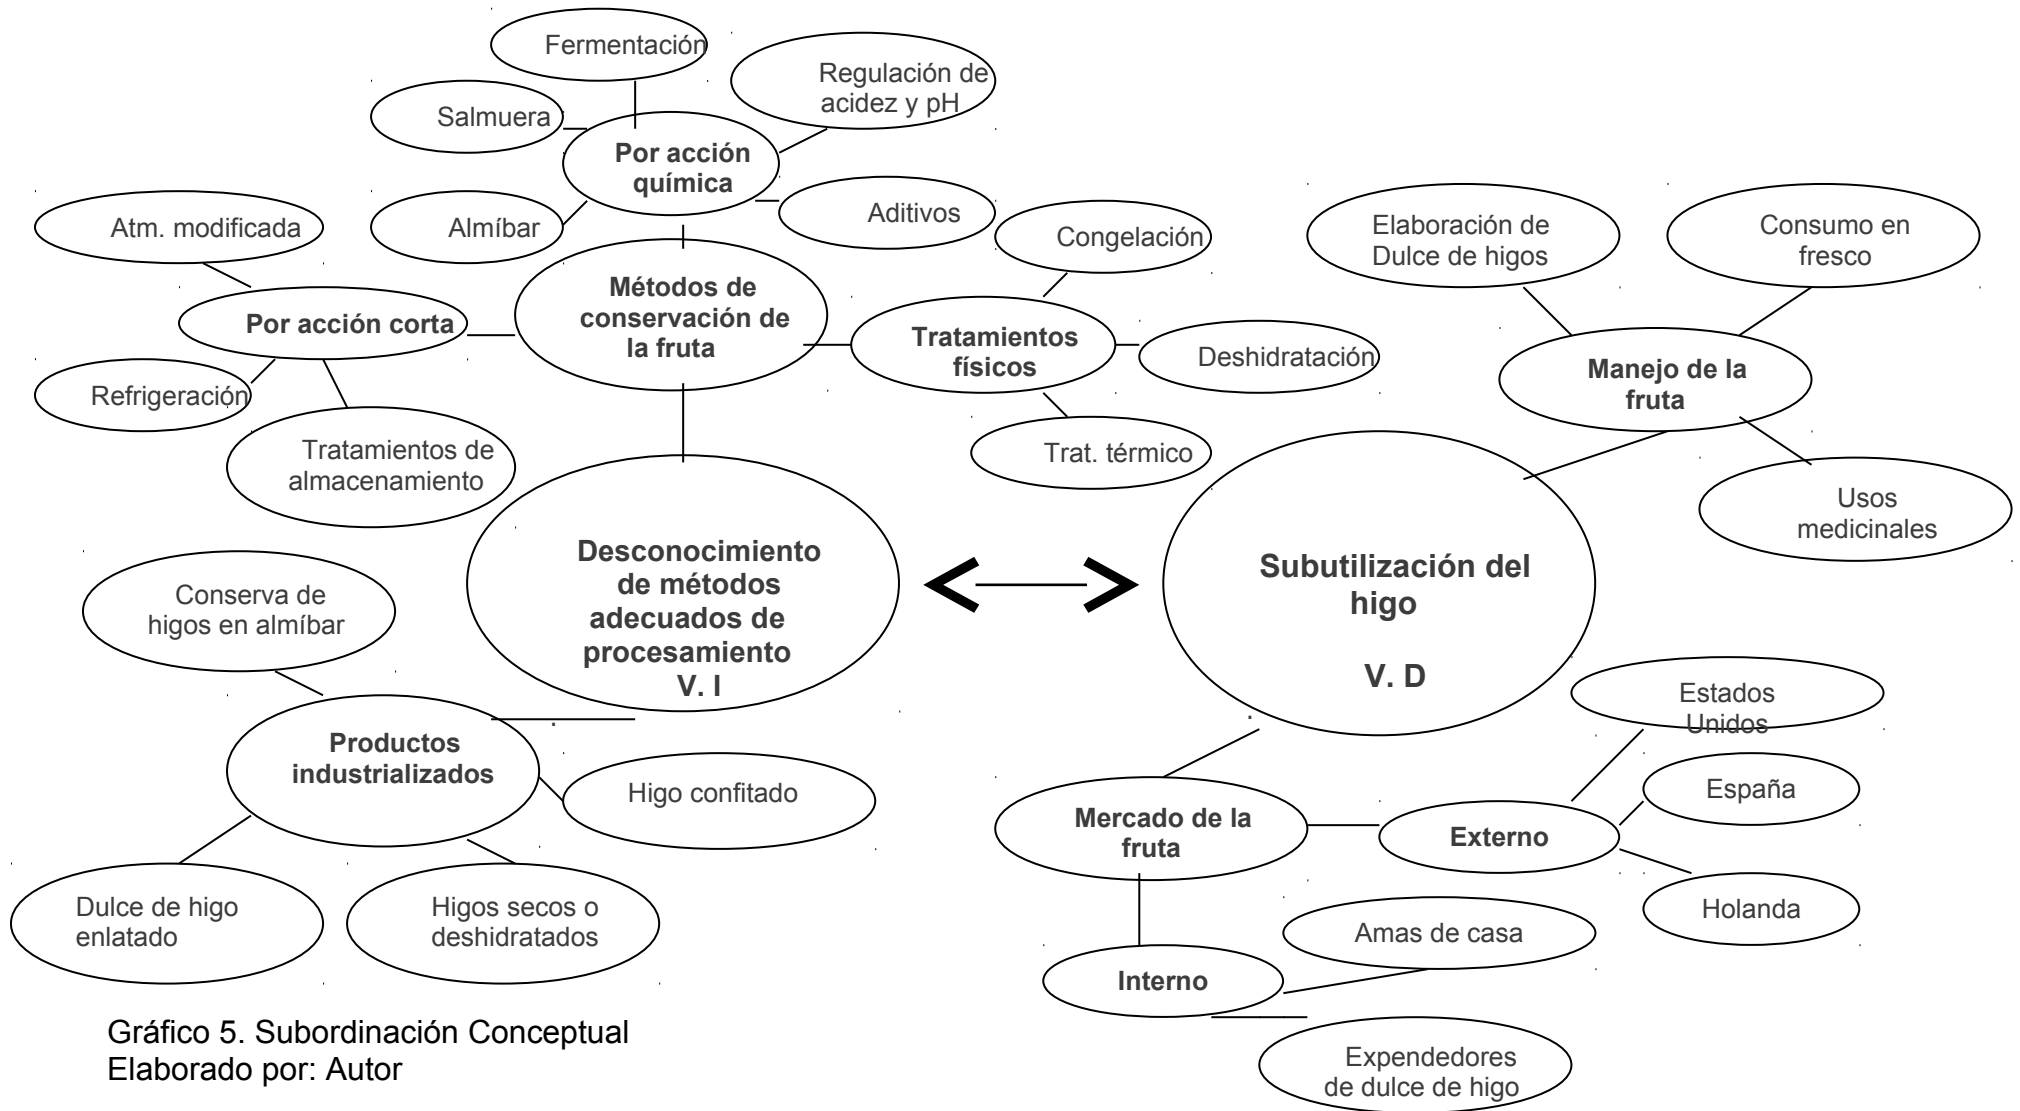 Fermentación
Regulación de
acidez y pH
Salmuera
Por acción
química
Almíbar
Aditivos
Atm. modificada
Congelación
Elaboración de
Dulce de higos
Consumo en
fresco
Métodos de
conservación de
la fruta
Por acción corta
Tratamientos
físicos
Deshidratación
Manejo de la
fruta
Refrigeración
Tratamientos de
almacenamiento
Trat. térmico
Usos
medicinales
Desconocimiento
de métodos
adecuados de
procesamiento
V. I
Subutilización del
higo
V. D
Conserva de
higos en almíbar
Estados
Unidos
Productos
industrializados
Higo confitado
España
Mercado de la
fruta
Externo
Dulce de higo
enlatado
Higos secos o
deshidratados
Holanda
Amas de casa
Interno
Expendedores
de dulce de higo
Gráfico 5. Subordinación Conceptual
Elaborado por: Autor